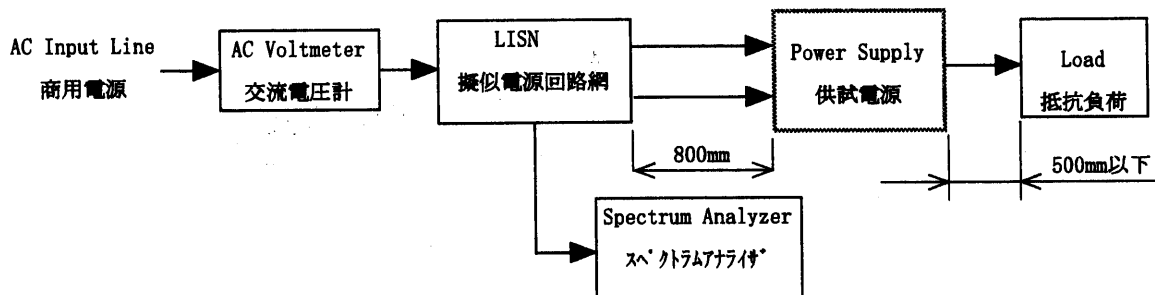 AC Input Line
商用電源
AC Voltmeter
交流電圧計
LISN
擬似電源回路網
Power Supply
供試電源
Load
抵抗負荷
800mm
500mm以下
Spectrum Analyzer
ｽﾍﾟｸﾄﾗﾑｱﾅﾗｲｻﾞ